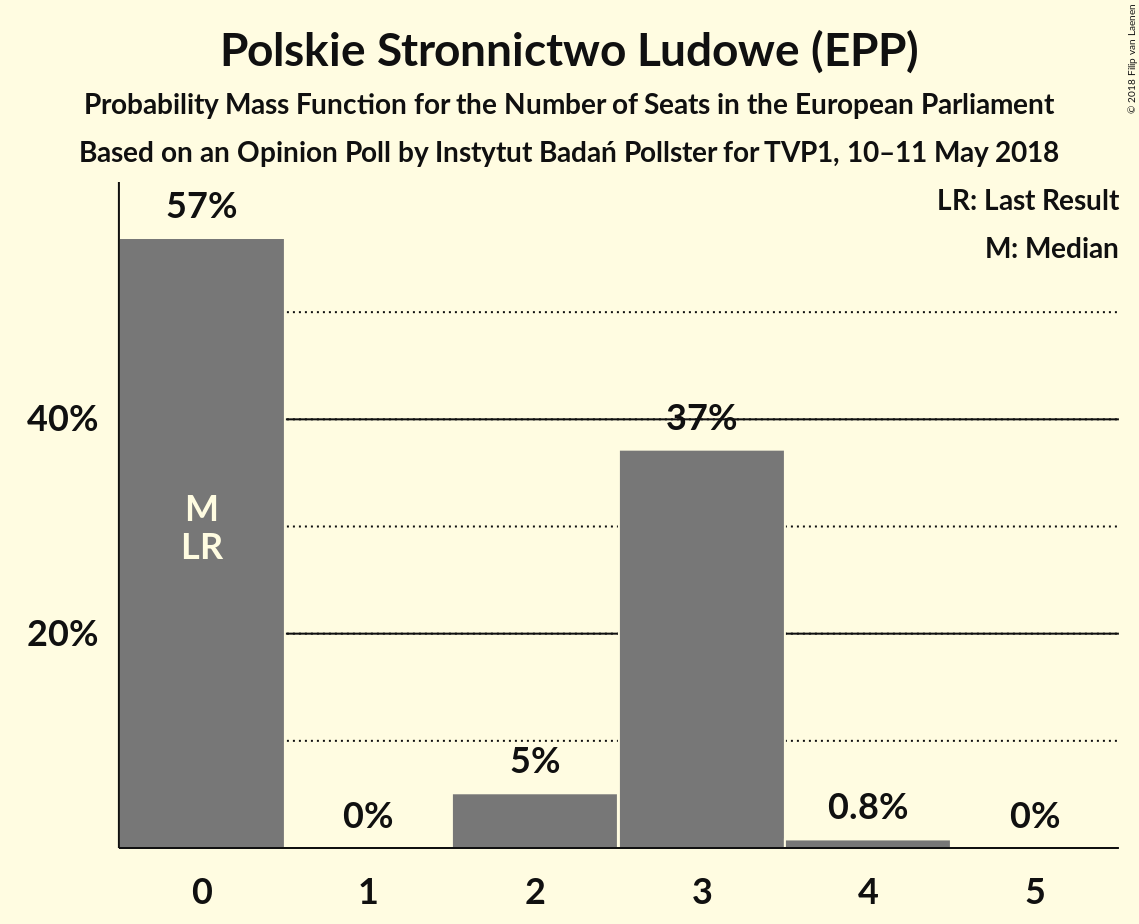 Polskie Stronnictwo Ludowe (EPP)
Probability Mass Function for the Number of Seats in the European Parliament
Based on an Opinion Poll by Instytut Badań Pollster for TVP1, 10–11 May 2018
© 2018 Filip van Laenen
LR: Last Result
M: Median
57%
40%
37%
M
LR
20%
5%
0%
0.8%
0%
0 1 2 3 4 5